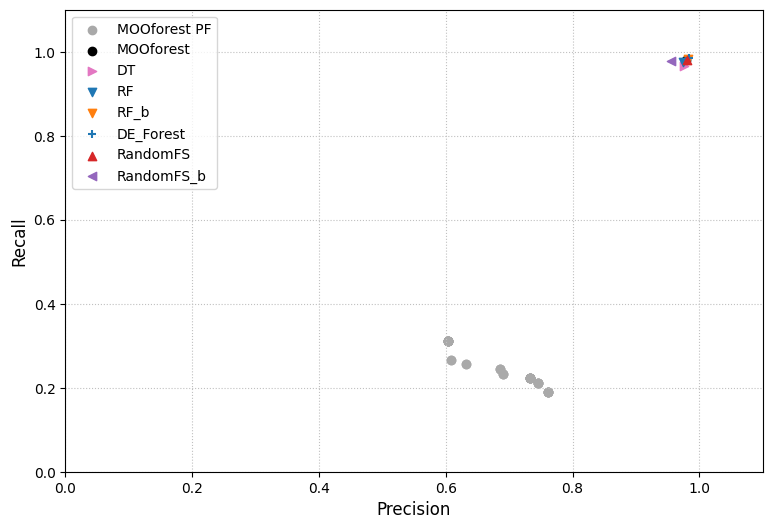 MOOforest PF
MOOforest
DT
RF
RF_b
DE_Forest
RandomFS
RandomFS_b
1.0
0.8
0.6
0.4
0.2
0.0
Recall
0.0 0.2 0.4 0.6 0.8 1.0
Precision